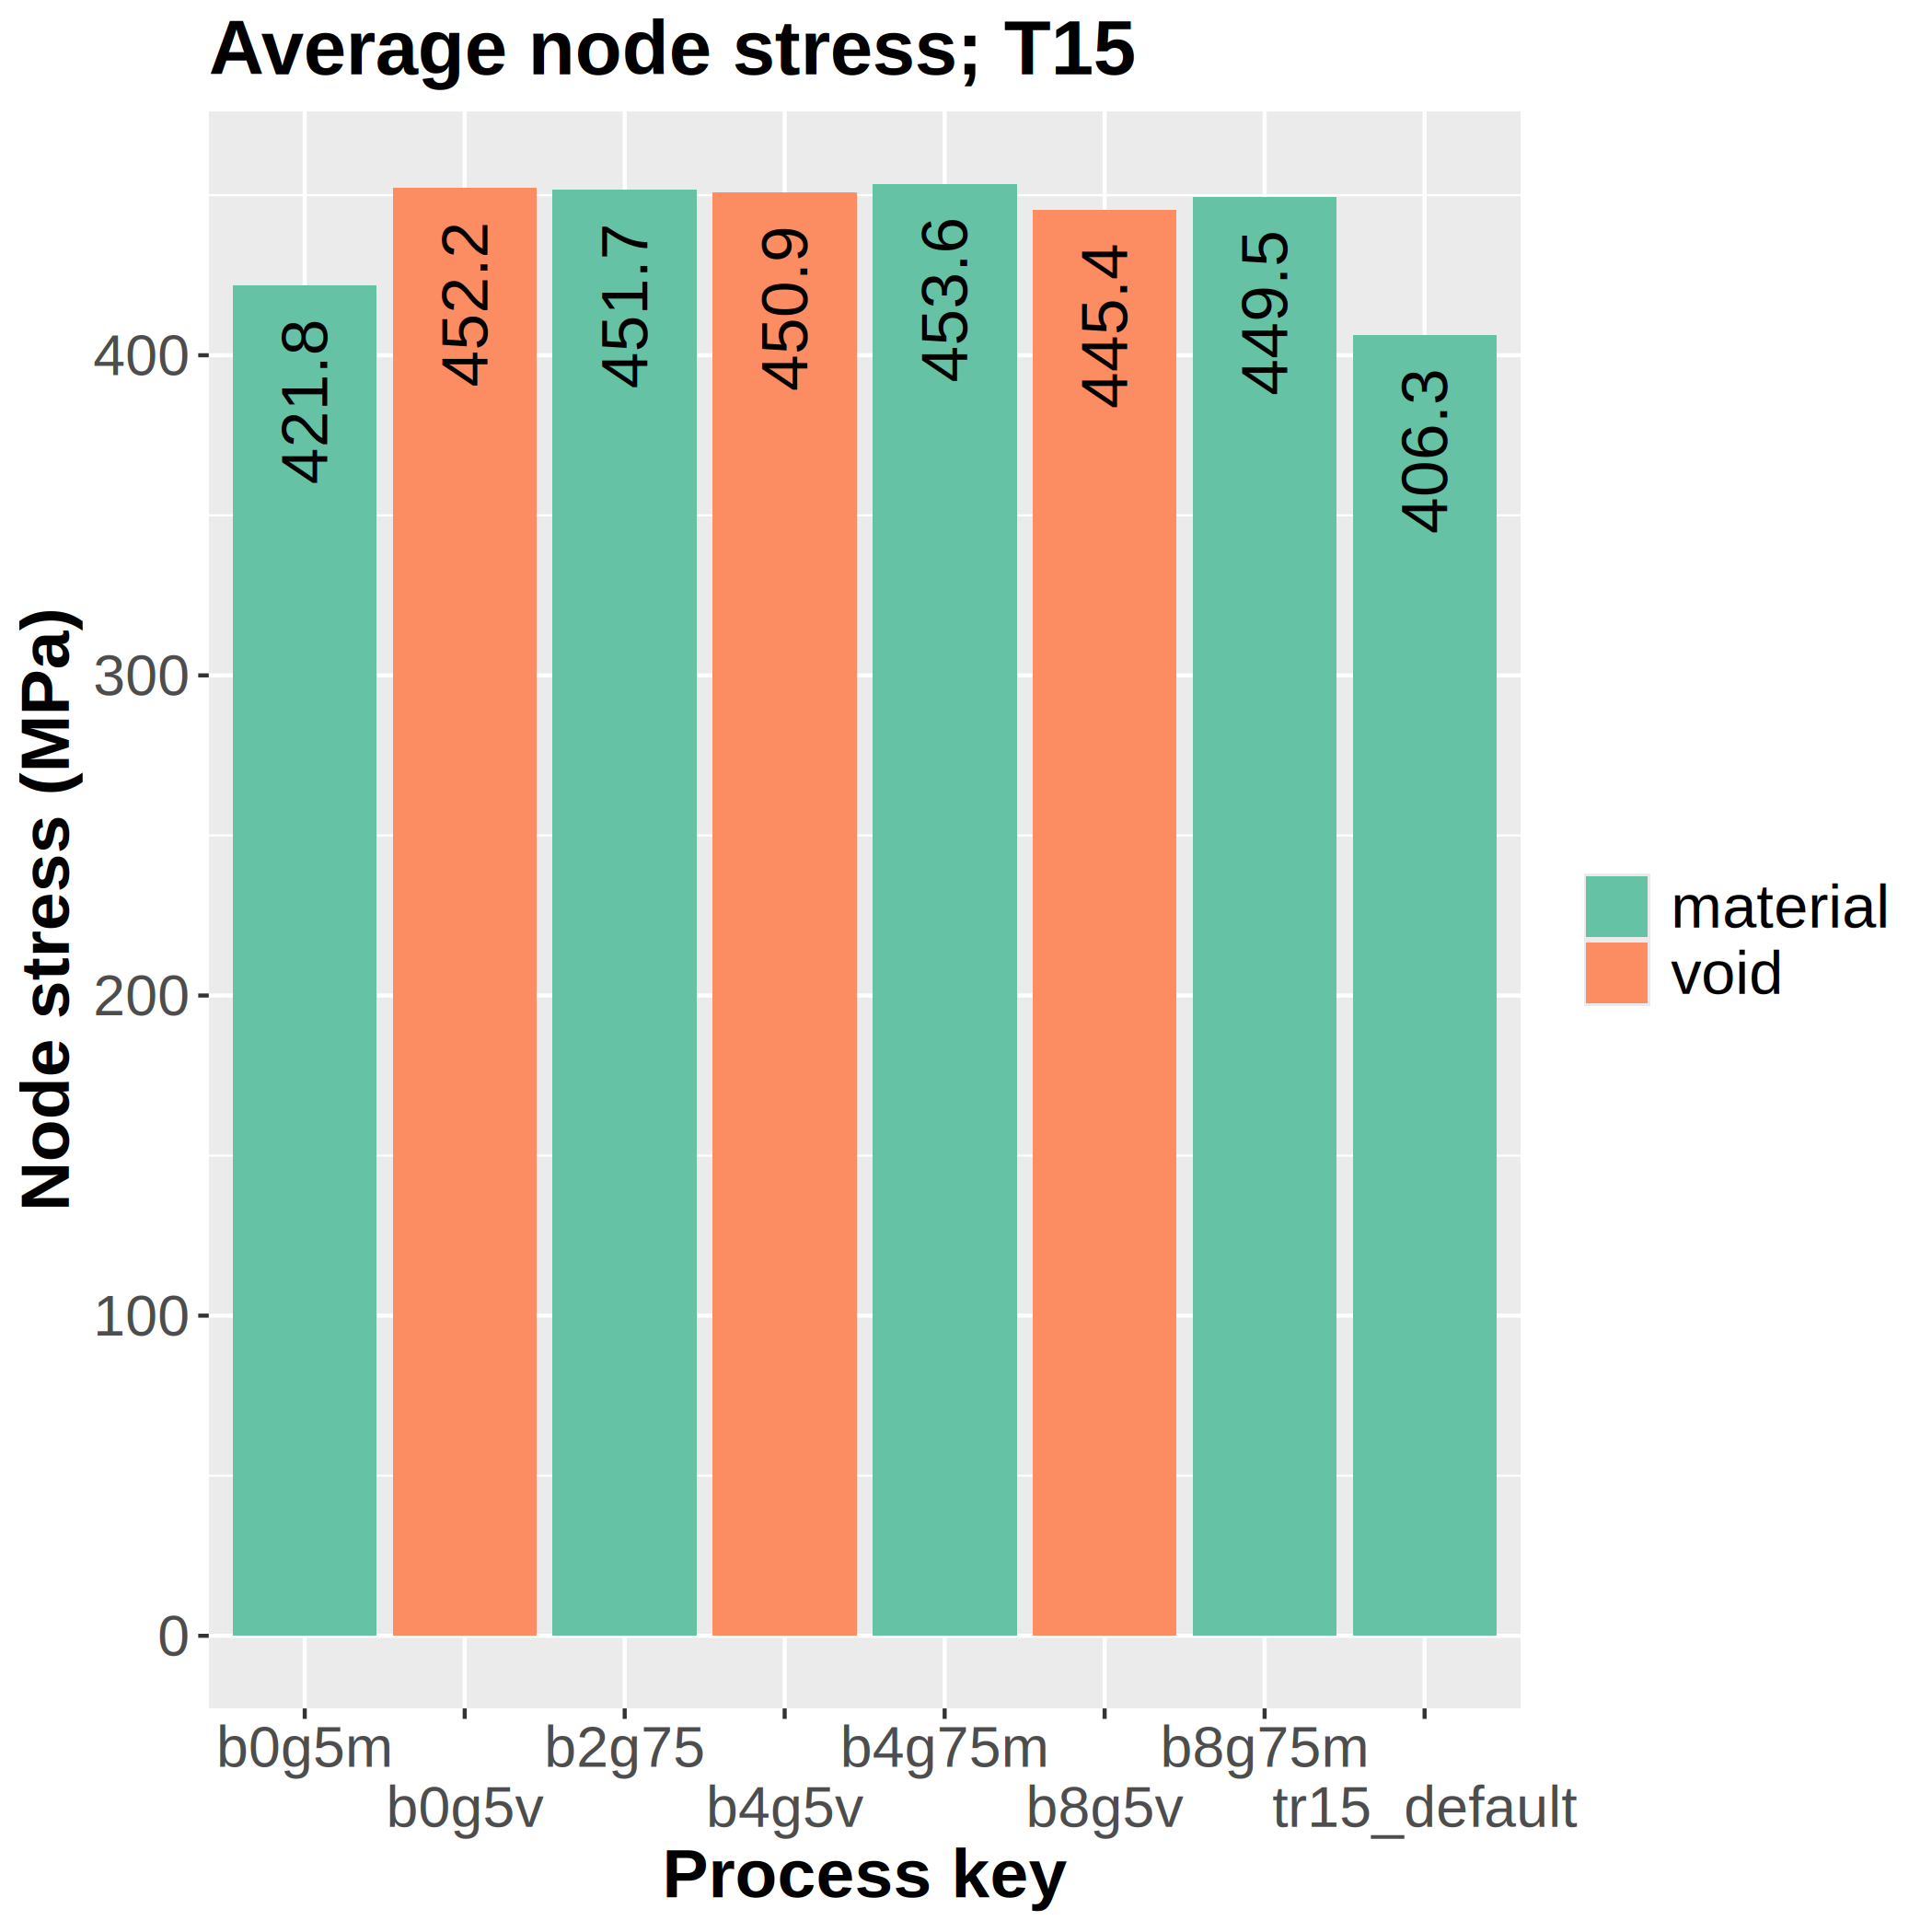 Average node stress; T15
Node stress (MPa)
400
300
200
100
0
421.8
452.2
451.7
450.9
453.6
445.4
449.5
406.3
b0g5m
b0g5v
b2g75
b4g5v
b4g75m
b8g5v
b8g75m
tr15_default
Process key
material
void